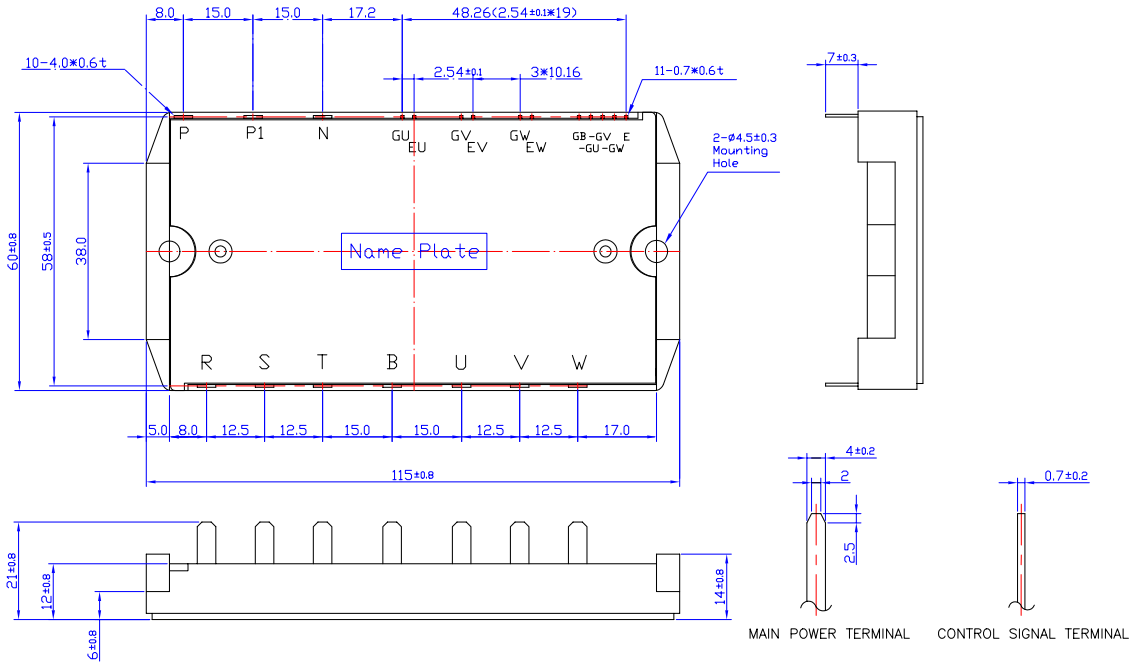 8.0 15.0 15.0 17.2 48.26(2.54±0.1*19)
10-4.0*0.6t 2.54±0.1 3*10.16 11-0.7*0.6t
7±0.3
P P1 N GU GV GW GB-GV E
EU EV EW -GU-GW
2-ø4.5±0.3
Mounting
Hole
60±0.8 58±0.5 38.0
Name Plate
R S T B U V W
5.0 8.0 12.5 12.5 15.0 15.0 12.5 12.5 17.0
115±0.8
4±0.2
2
0.7±0.2
2.5
21±0.8 12±0.8 6±0.8 14±0.8
MAIN POWER TERMINAL CONTROL SIGNAL TERMINAL